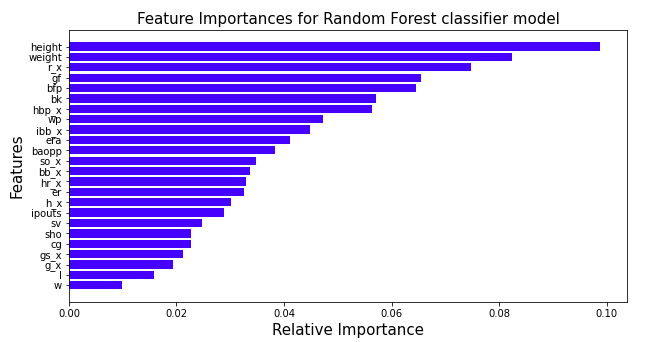 Feature Importances for Random Forest classifier model
height
weight
r_x
gf
bfp
bk
hbp_x
wp
ibb_x
era
baopp
so_x
bb_x
hr_x
er
h_x
ipouts
sv
sho
cg
gs_x
g_x
l
w
Features
0.00 0.02 0.04 0.06 0.08 0.10
Relative Importance